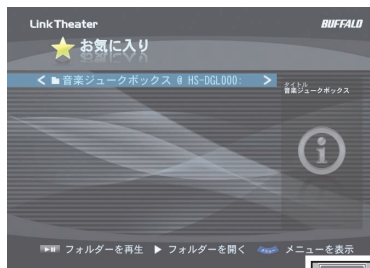 LinkTheater
BUFFALO
お気に入り
音楽ジュークボックス @ HS-DGL000:
タイトル
音楽ジュークボックス
フォルダーを再生 ▶ フォルダーを開く メニューを表示